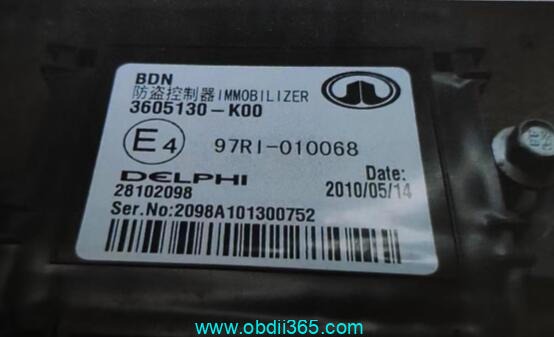 BDN
防盗控制器IMMOBILIZER
3605130-K00
E4
97RI-010068
DELPHI
Date:
28102098
2010/05/14
Ser.No:2098A101300752
www.obdii365.com